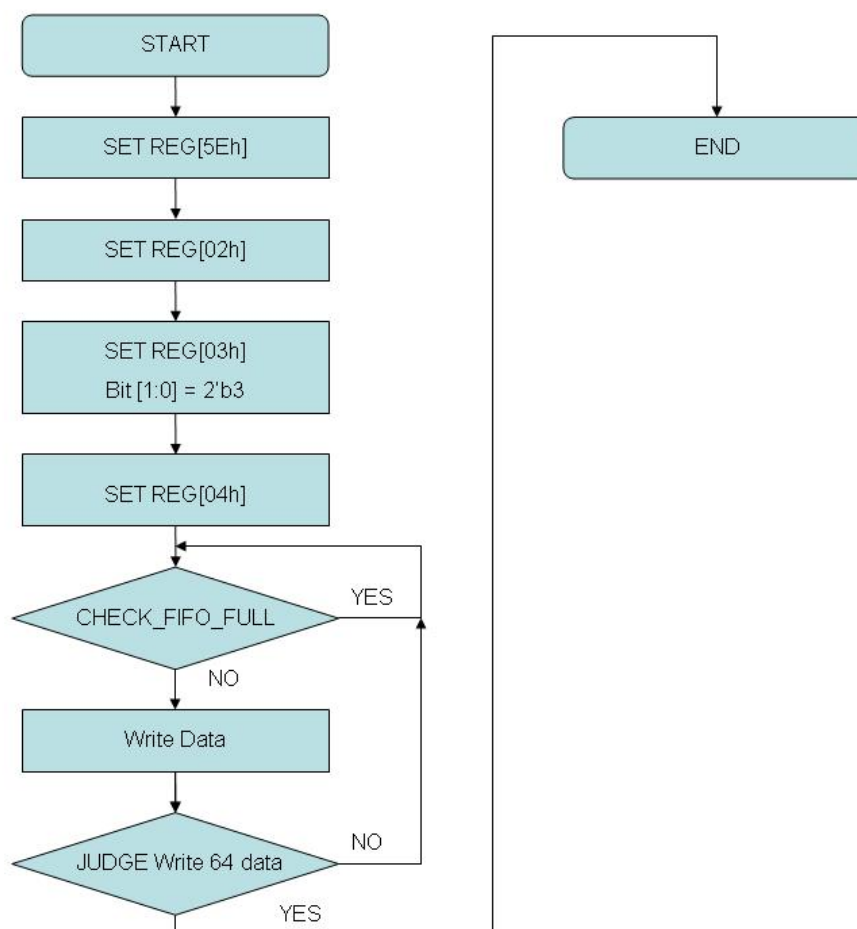 START
SET REG[5Eh]
SET REG[02h]
SET REG[03h]
Bit [1:0] = 2'b3
SET REG[04h]
CHECK_FIFO_FULL
YES
NO
Write Data
JUDGE Write 64 data
NO
YES
END